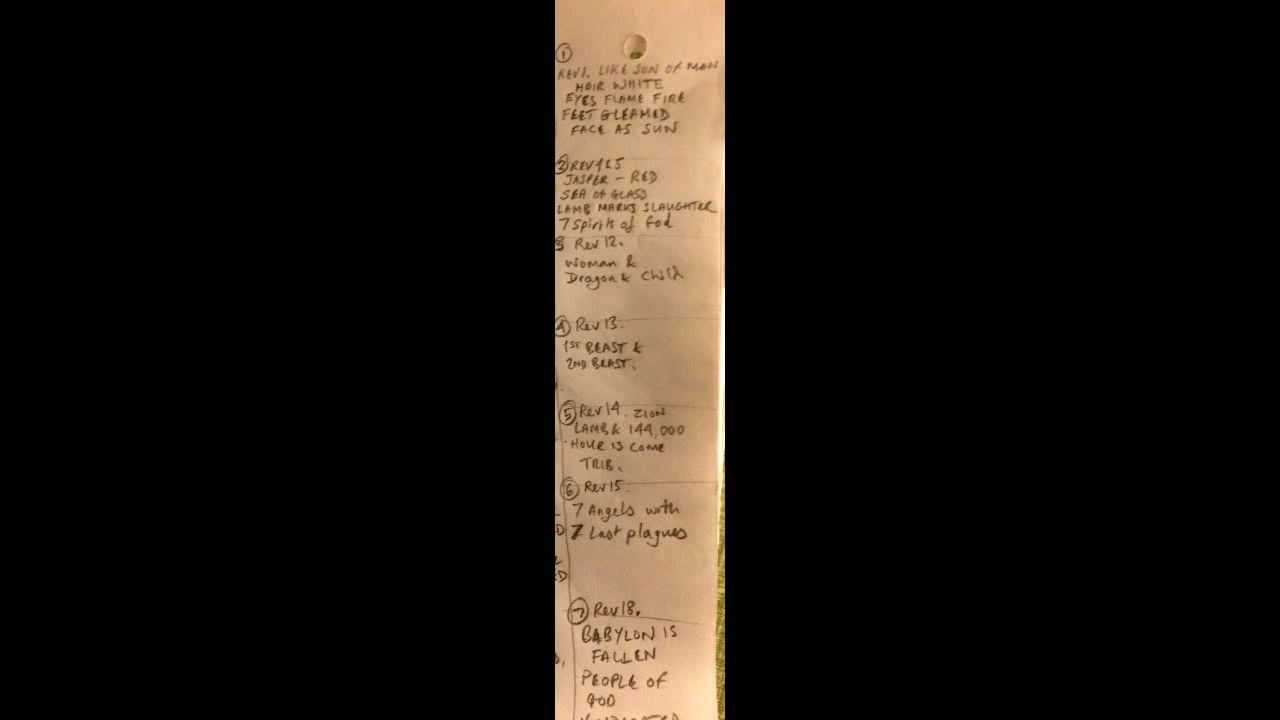 ①
REV1. LIKE SON OF MAN
HAIR WHITE
EYES FLAME FIRE
FEET GLEAMED
FACE AS SUN
② REV 4&5
JASPER – RED
SEA OF GLASS
LAMB MARKS SLAUGHTER
7 Spirits of God
3 Rev 12.
Woman &
Dragon & Child
④ Rev 13.
1ST BEAST &
2ND BEAST.
⑤ Rev 14. ZION
LAMB & 144,000
HOUR IS COME
TRIB.
⑥ Rev 15.
7 Angels with
7 Last plagues
⑦ Rev 18.
BABYLON IS
FALLEN
PEOPLE OF
GOD